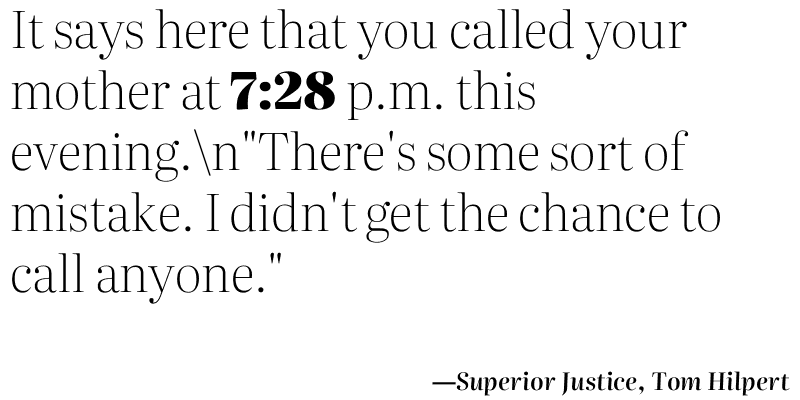 It says here that you called your
mother at 7:28 p.m. this
evening.\n"There's some sort of
mistake. I didn't get the chance to
call anyone."
—Superior Justice, Tom Hilpert